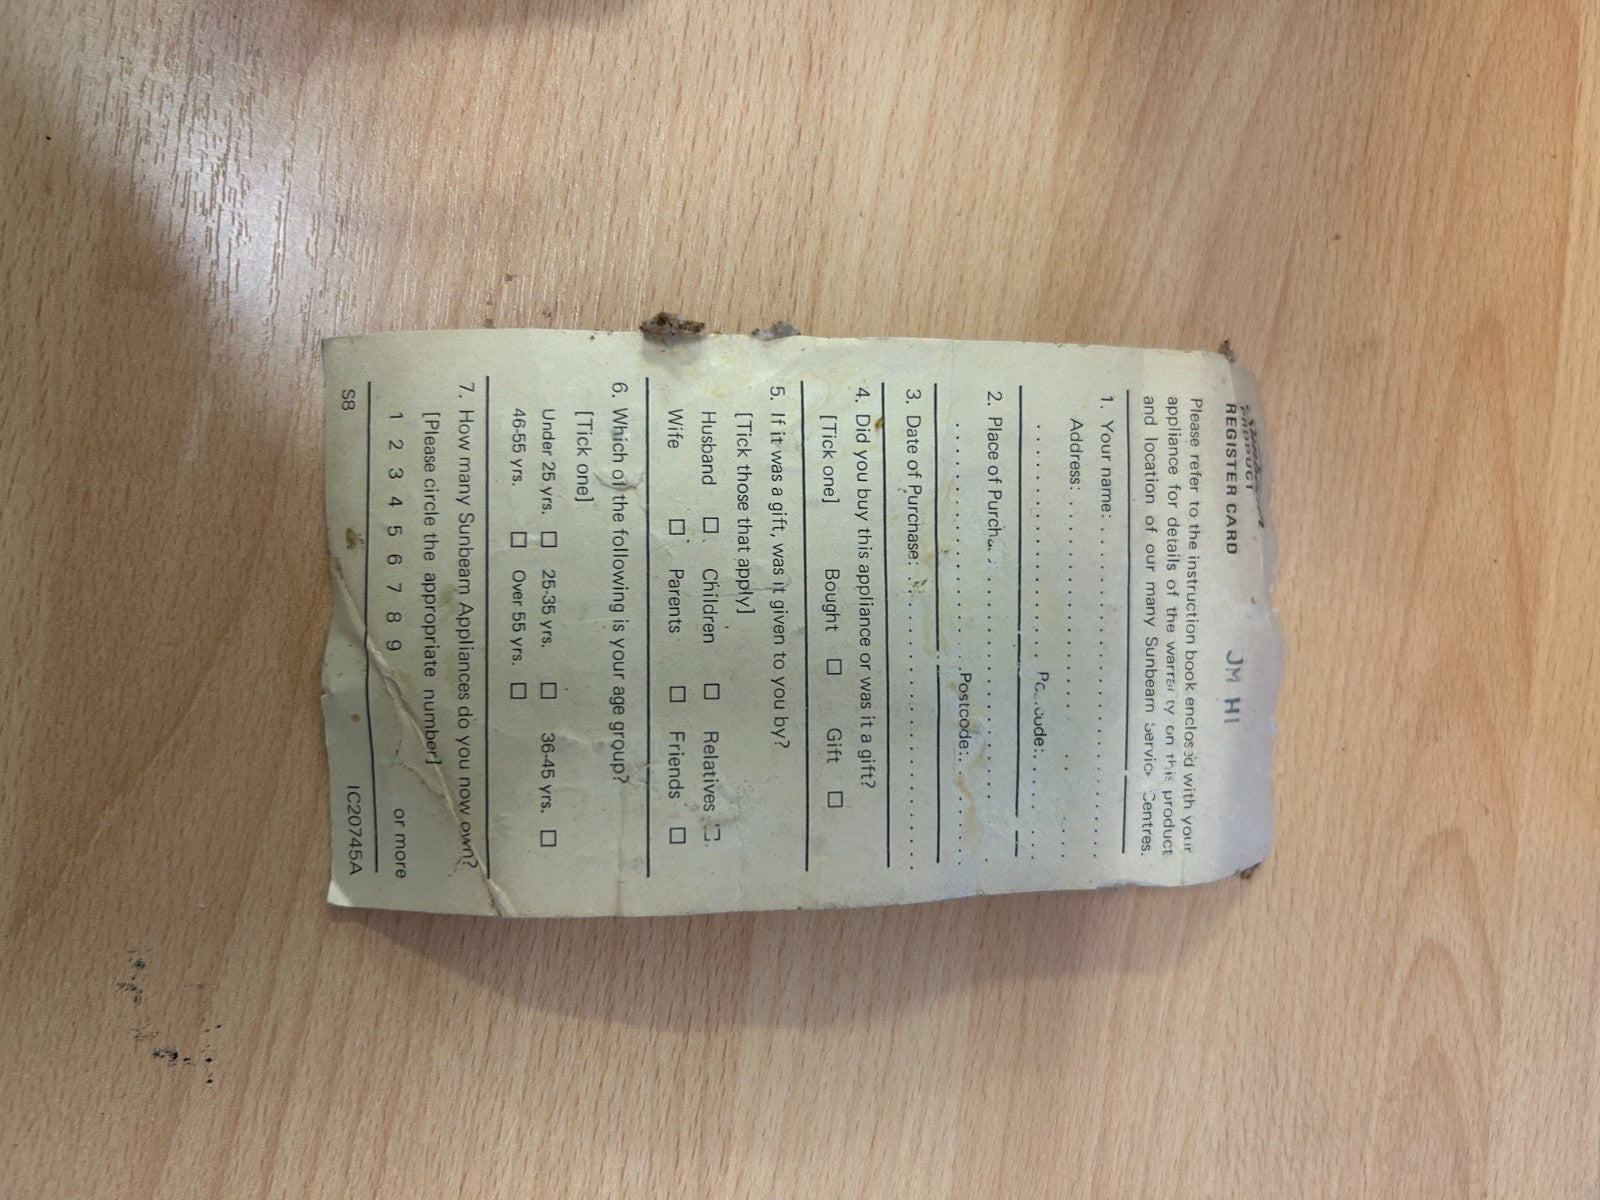 Sunbeam
PRODUCT
REGISTER CARD JM HI
Please refer to the instruction book enclosed with your
appliance for details of the warranty on this product
and location of our many Sunbeam Service Centres.
1. Your name: . . . . . . . . . . . . . . . . . . . . . . . . . .
Address: . . . . . . . . . . . . . . . . . . . . . . . . . .
. . . . . . . . . . . . . . . . . . Postcode: . . . . . . .
2. Place of Purchase: . . . . . . . . . . . . . . . . . . . . .
. . . . . . . . . . . . . . . . . . Postcode: . . . . . . .
3. Date of Purchase: . . . . . . . . . . . . . . . . . . . . .
4. Did you buy this appliance or was it a gift?
[Tick one] Bought □ Gift □
5. If it was a gift, was it given to you by?
[Tick those that apply]
Husband □ Children □ Relatives □
Wife □ Parents □ Friends □
6. Which of the following is your age group?
[Tick one]
Under 25 yrs. □ 25-35 yrs. □ 36-45 yrs. □
46-55 yrs. □ Over 55 yrs. □
7. How many Sunbeam Appliances do you now own?
[Please circle the appropriate number]
1 2 3 4 5 6 7 8 9 or more
S8 IC20745A